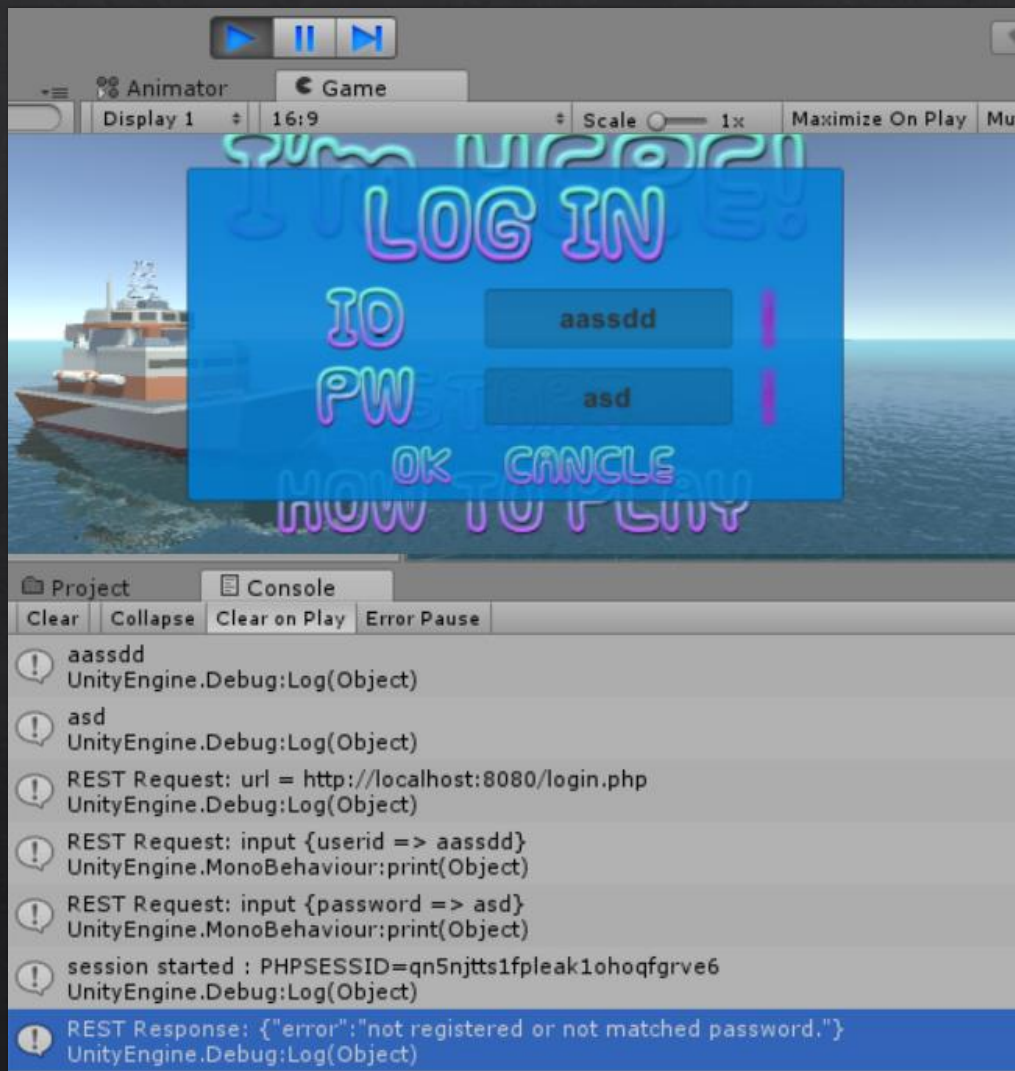 Animator
Game
Display 1
16:9
Scale
1x
Maximize On Play
Mu
I'm HERE!
LOG IN
ID
aassdd
PW
asd
START
OK
CANCLE
HOW TO PLAY
Project
Console
Clear
Collapse
Clear on Play
Error Pause
aassdd
UnityEngine.Debug:Log(Object)
asd
UnityEngine.Debug:Log(Object)
REST Request: url = http://localhost:8080/login.php
UnityEngine.Debug:Log(Object)
REST Request: input {userid => aassdd}
UnityEngine.MonoBehaviour:print(Object)
REST Request: input {password => asd}
UnityEngine.MonoBehaviour:print(Object)
session started : PHPSESSID=qn5njtts1fpleak1ohoqfgrve6
UnityEngine.Debug:Log(Object)
REST Response: {"error":"not registered or not matched password."}
UnityEngine.Debug:Log(Object)